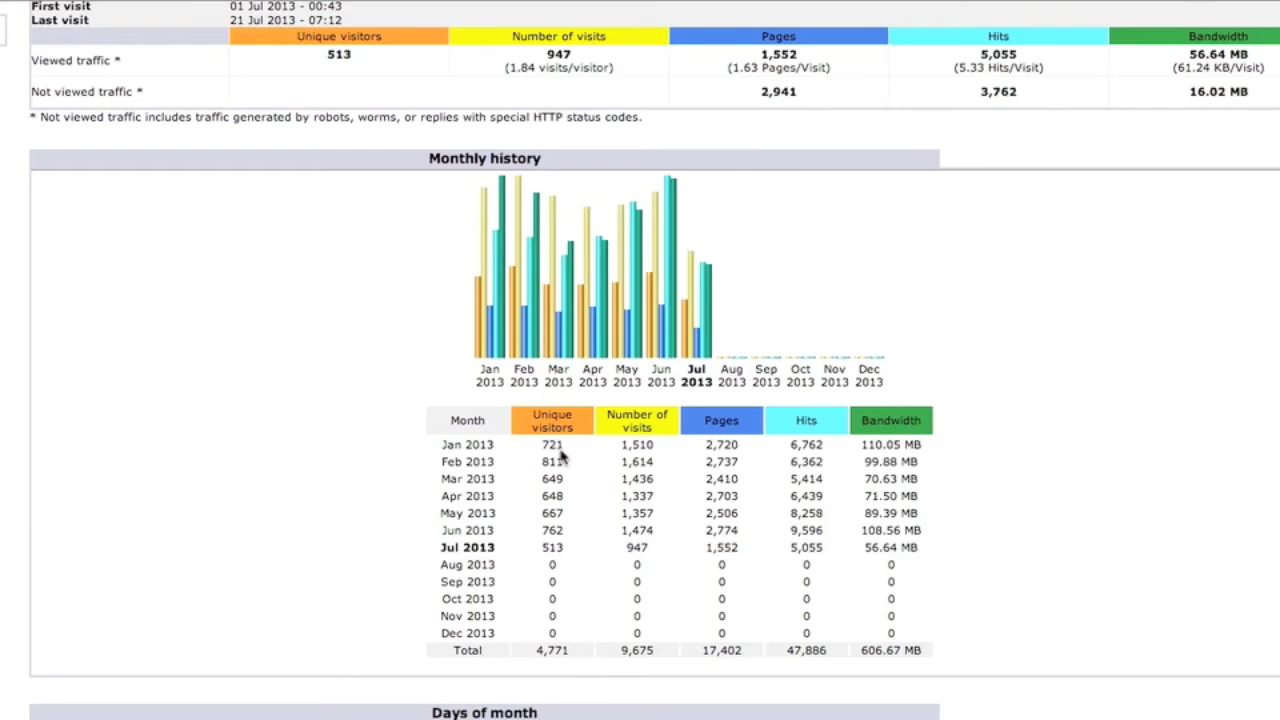 First visit 01 Jul 2013 - 00:43
Last visit 21 Jul 2013 - 07:12
Unique visitors Number of visits Pages Hits Bandwidth
Viewed traffic * 513 947 1,552 5,055 56.64 MB
(1.84 visits/visitor) (1.63 Pages/Visit) (5.33 Hits/Visit) (61.24 KB/Visit)
Not viewed traffic * 2,941 3,762 16.02 MB
* Not viewed traffic includes traffic generated by robots, worms, or replies with special HTTP status codes.
Monthly history
Jan Feb Mar Apr May Jun Jul Aug Sep Oct Nov Dec
2013 2013 2013 2013 2013 2013 2013 2013 2013 2013 2013 2013
Month Unique visitors Number of visits Pages Hits Bandwidth
Jan 2013 721 1,510 2,720 6,762 110.05 MB
Feb 2013 811 1,614 2,737 6,362 99.88 MB
Mar 2013 649 1,436 2,410 5,414 70.63 MB
Apr 2013 648 1,337 2,703 6,439 71.50 MB
May 2013 667 1,357 2,506 8,258 89.39 MB
Jun 2013 762 1,474 2,774 9,596 108.56 MB
Jul 2013 513 947 1,552 5,055 56.64 MB
Aug 2013 0 0 0 0 0
Sep 2013 0 0 0 0 0
Oct 2013 0 0 0 0 0
Nov 2013 0 0 0 0 0
Dec 2013 0 0 0 0 0
Total 4,771 9,675 17,402 47,886 606.67 MB
Days of month